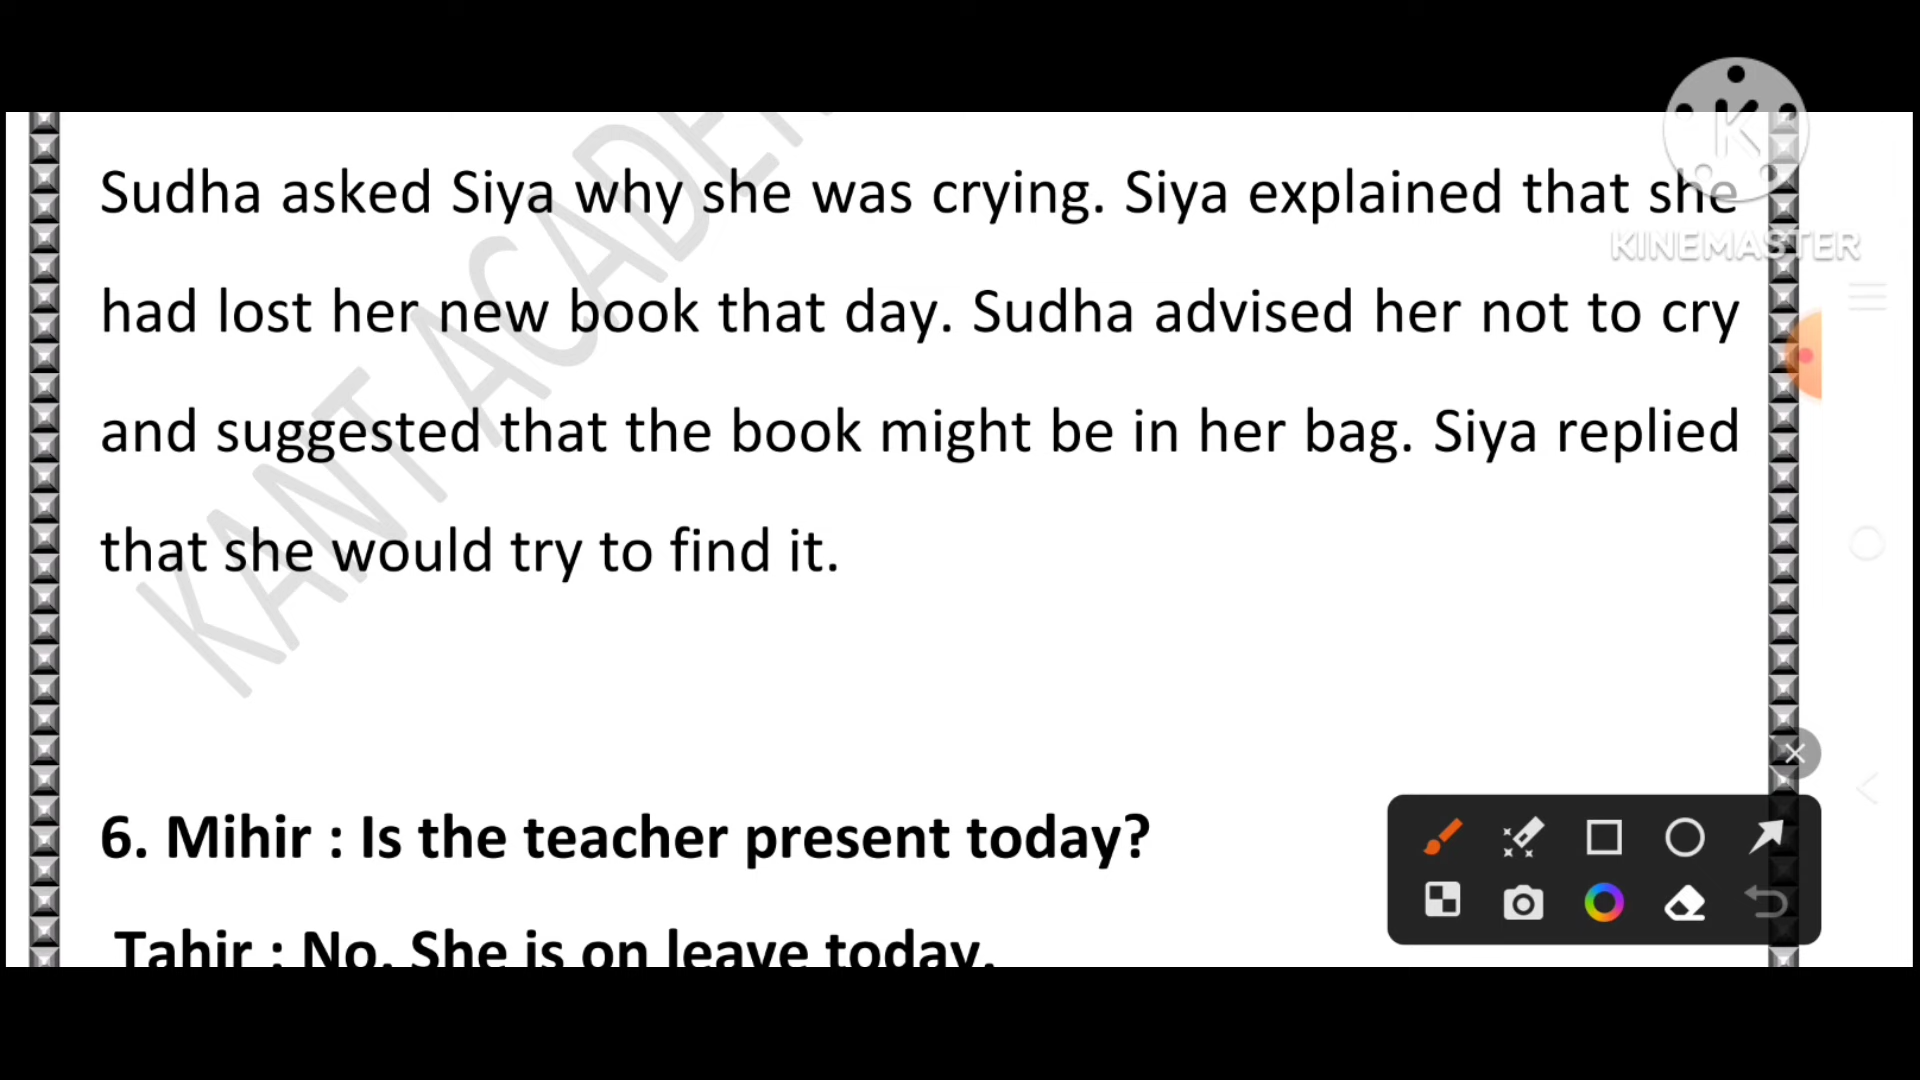 Sudha asked Siya why she was crying. Siya explained that she
had lost her new book that day. Sudha advised her not to cry
and suggested that the book might be in her bag. Siya replied
that she would try to find it.
6. Mihir : Is the teacher present today?
Tahir : No. She is on leave today.
KANT ACADEM
K
KINEMASTER